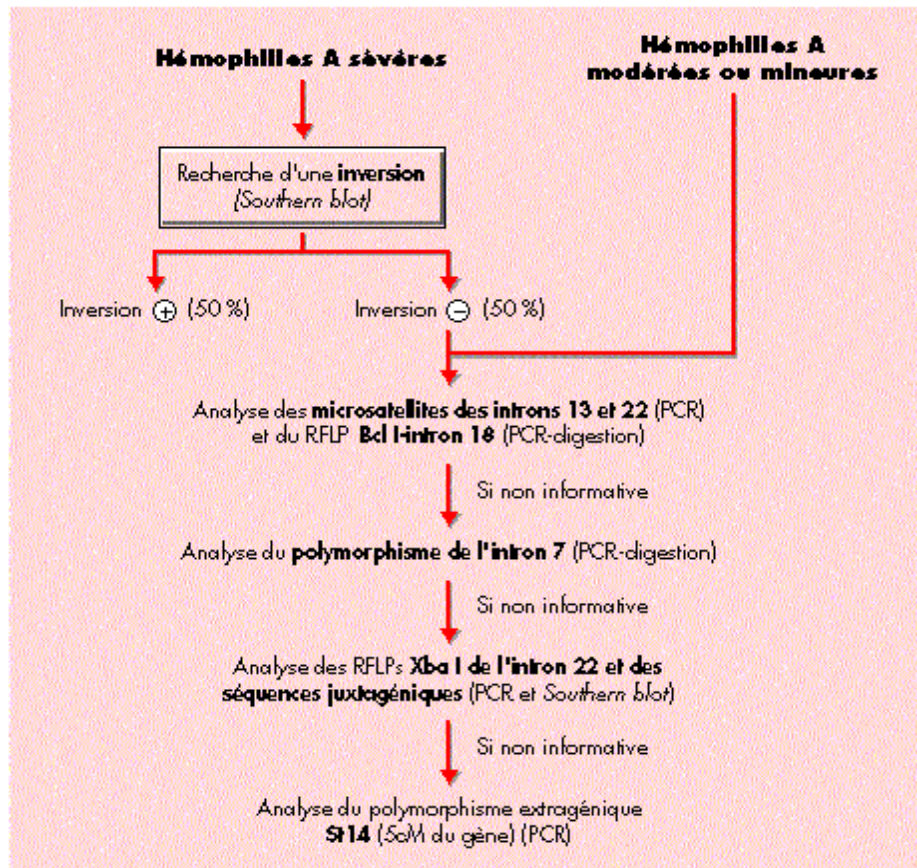 Hémophilies A sévères
Hémophilies A
modérées ou mineures
Recherche d'une inversion
(Southern blot)
Inversion + (50 %)
Inversion − (50 %)
Analyse des microsatellites des introns 13 et 22 (PCR)
et du RFLP Bcl I-intron 18 (PCR-digestion)
Si non informative
Analyse du polymorphisme de l'intron 7 (PCR-digestion)
Si non informative
Analyse des RFLPs Xba I de l'intron 22 et des
séquences juxtagéniques (PCR et Southern blot)
Si non informative
Analyse du polymorphisme extragénique
St14 (5cM du gène) (PCR)